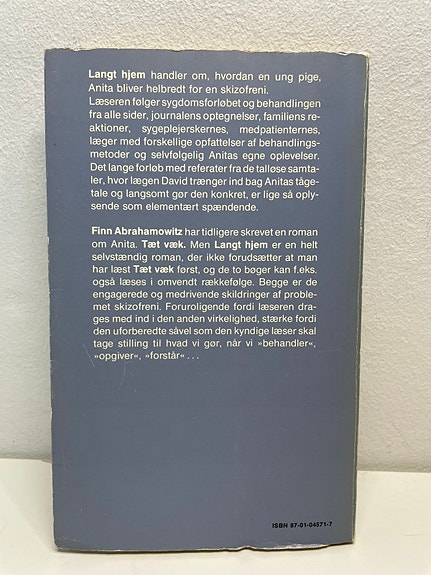 Langt hjem handler om, hvordan en ung pige,
Anita bliver helbredt for en skizofreni.
Læseren følger sygdomsforløbet og behandlingen
fra alle sider, journalens optegnelser, familiens re-
aktioner, sygeplejerskernes, medpatienternes,
læger med forskellige opfattelser af behandlings-
metoder og selvfølgelig Anitas egne oplevelser.
Det lange forløb med referater fra de talløse samta-
ler, hvor lægen David trænger ind bag Anitas tåge-
tale og langsomt gør den konkret, er lige så oply-
sende som elementært spændende.
Finn Abrahamowitz har tidligere skrevet en roman
om Anita. Tæt væk. Men Langt hjem er en helt
selvstændig roman, der ikke forudsætter at man
har læst Tæt væk først, og de to bøger kan f.eks.
også læses i omvendt rækkefølge. Begge er de
engagerede og medrivende skildringer af proble-
met skizofreni. Foruroligende fordi læseren dra-
ges med ind i den anden virkelighed, stærke fordi
den uforberedte såvel som den kyndige læser skal
tage stilling til hvad vi gør, når vi »behandler«,
»opgiver«, »forstår« . . .
ISBN 87-01-04571-7